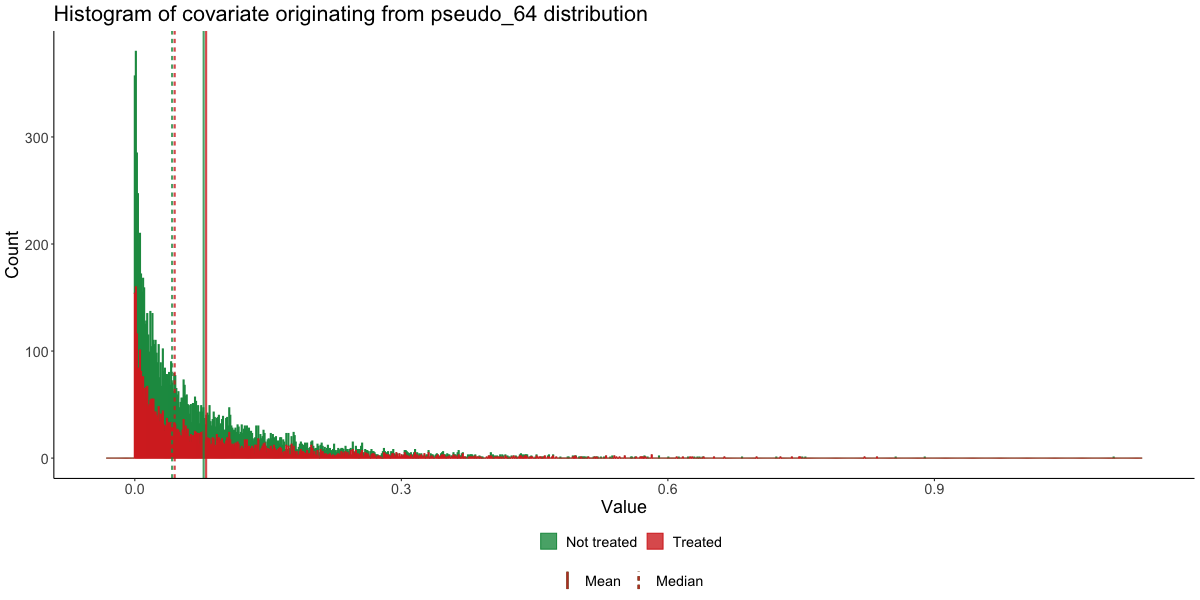 Histogram of covariate originating from pseudo_64 distribution
Count
300
200
100
0
0.0 0.3 0.6 0.9
Value
Not treated Treated
Mean Median